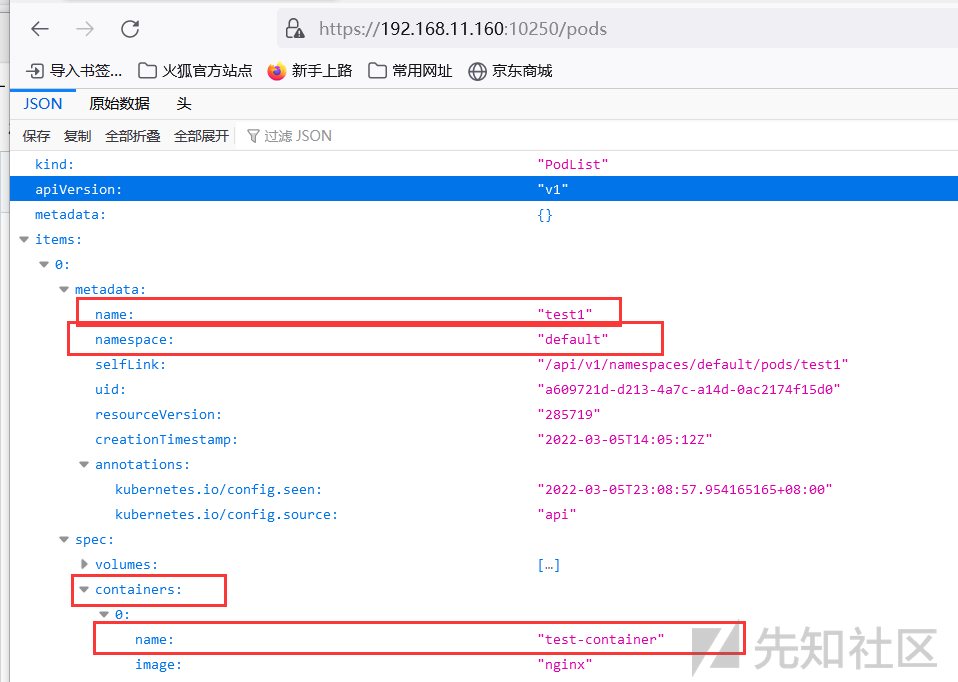 https://192.168.11.160:10250/pods
导入书签... 火狐官方站点 新手上路 常用网址 京东商城
JSON 原始数据 头
保存 复制 全部折叠 全部展开 过滤 JSON
kind: "PodList"
apiVersion: "v1"
metadata: {}
items:
0:
metadata:
name: "test1"
namespace: "default"
selfLink: "/api/v1/namespaces/default/pods/test1"
uid: "a609721d-d213-4a7c-a14d-0ac2174f15d0"
resourceVersion: "285719"
creationTimestamp: "2022-03-05T14:05:12Z"
annotations:
kubernetes.io/config.seen: "2022-03-05T23:08:57.954165165+08:00"
kubernetes.io/config.source: "api"
spec:
volumes: […]
containers:
0:
name: "test-container"
image: "nginx"
先知社区